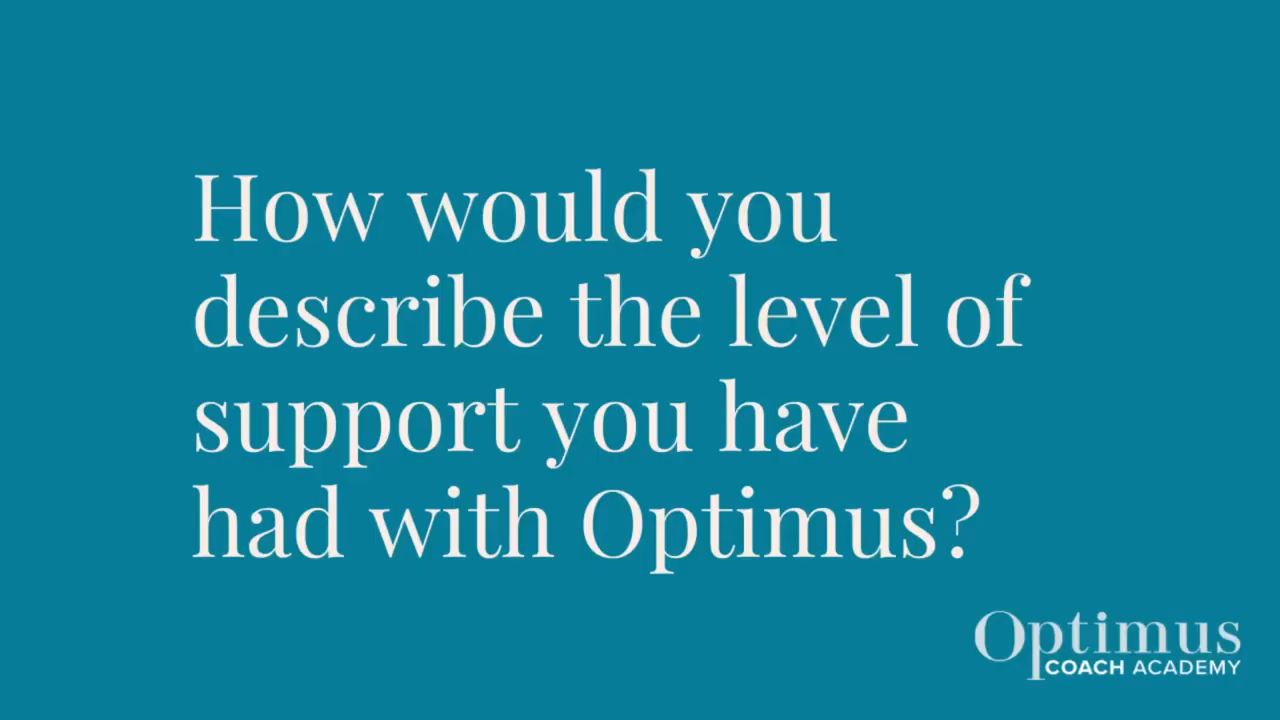 How would you
describe the level of
support you have
had with Optimus?
Optimus
COACH ACADEMY